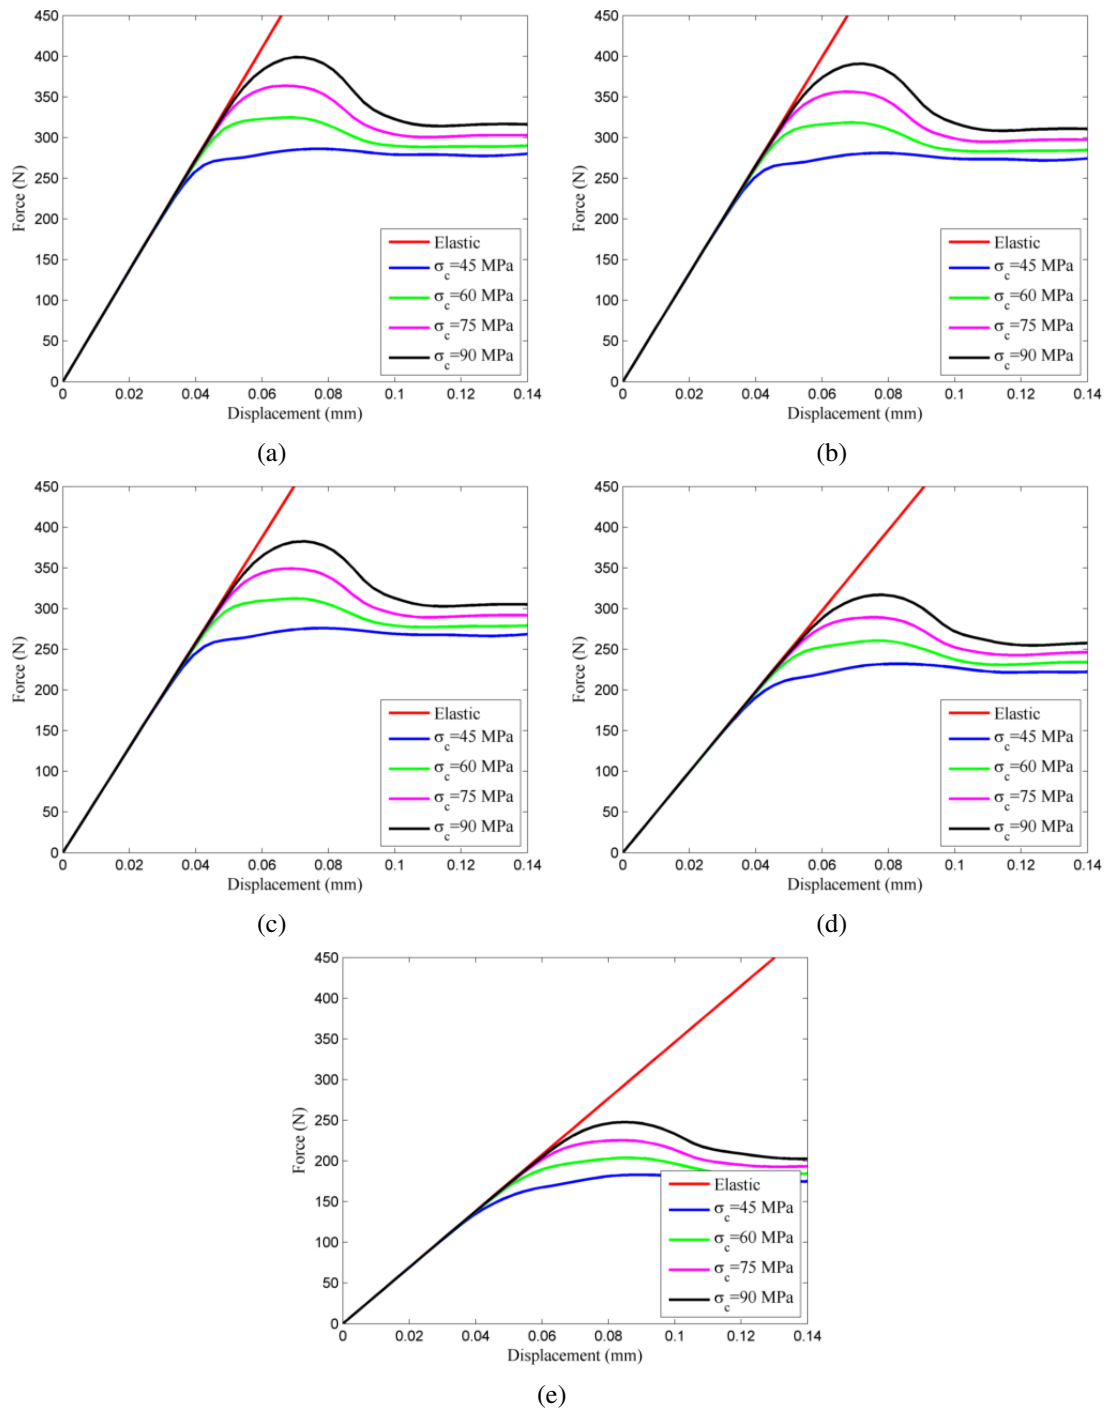 450
400
350
300
250
200
150
100
50
0
Force (N)
0 0.02 0.04 0.06 0.08 0.1 0.12 0.14
Displacement (mm)
Elastic
σc=45 MPa
σc=60 MPa
σc=75 MPa
σc=90 MPa
(a)
450
400
350
300
250
200
150
100
50
0
Force (N)
0 0.02 0.04 0.06 0.08 0.1 0.12 0.14
Displacement (mm)
Elastic
σc=45 MPa
σc=60 MPa
σc=75 MPa
σc=90 MPa
(b)
450
400
350
300
250
200
150
100
50
0
Force (N)
0 0.02 0.04 0.06 0.08 0.1 0.12 0.14
Displacement (mm)
Elastic
σc=45 MPa
σc=60 MPa
σc=75 MPa
σc=90 MPa
(c)
450
400
350
300
250
200
150
100
50
0
Force (N)
0 0.02 0.04 0.06 0.08 0.1 0.12 0.14
Displacement (mm)
Elastic
σc=45 MPa
σc=60 MPa
σc=75 MPa
σc=90 MPa
(d)
450
400
350
300
250
200
150
100
50
0
Force (N)
0 0.02 0.04 0.06 0.08 0.1 0.12 0.14
Displacement (mm)
Elastic
σc=45 MPa
σc=60 MPa
σc=75 MPa
σc=90 MPa
(e)